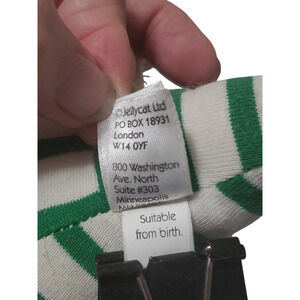 ©Jellycat Ltd
PO BOX 18931
London
W14 0YF
800 Washington
Ave. North
Suite #303
Minneapolis
Suitable
from birth.